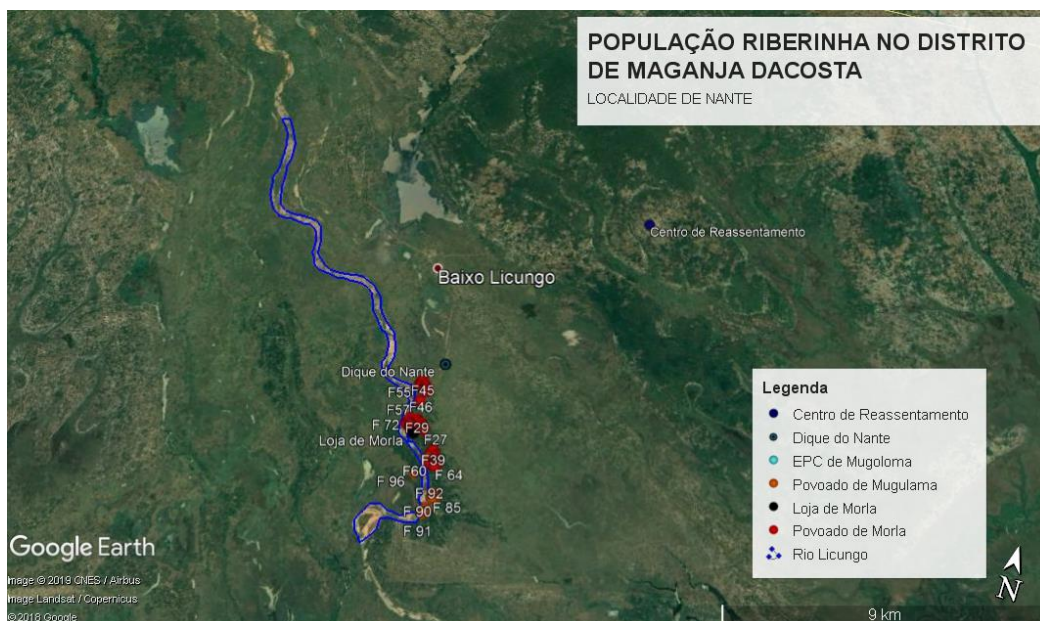 POPULAÇÃO RIBERINHA NO DISTRITO
DE MAGANJA DACOSTA
LOCALIDADE DE NANTE
Centro de Reassentamento
Baixo Licungo
Dique do Nante
F55
F45
F57
F46
F 72
F29
Loja de Morla
F27
F39
F60
F 64
F 96
F 92
F 90
F 85
F 91
Legenda
Centro de Reassentamento
Dique do Nante
EPC de Mugoloma
Povoado de Mugulama
Loja de Morla
Povoado de Morla
Rio Licungo
Google Earth
Image © 2019 CNES / Airbus
Image Landsat / Copernicus
© 2018 Google
N
9 km